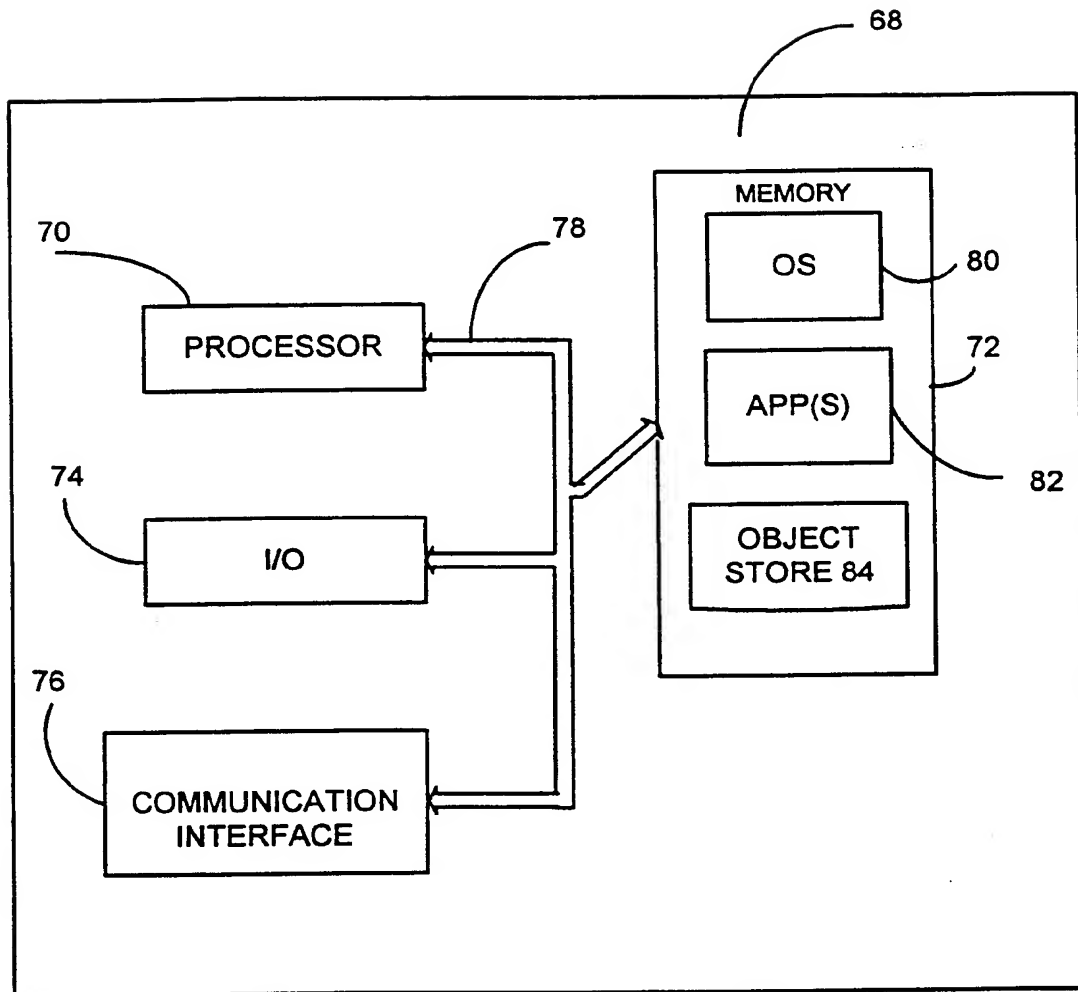 68
MEMORY
70
78
OS
80
PROCESSOR
72
APP(S)
74
82
I/O
OBJECT
STORE 84
76
COMMUNICATION
INTERFACE